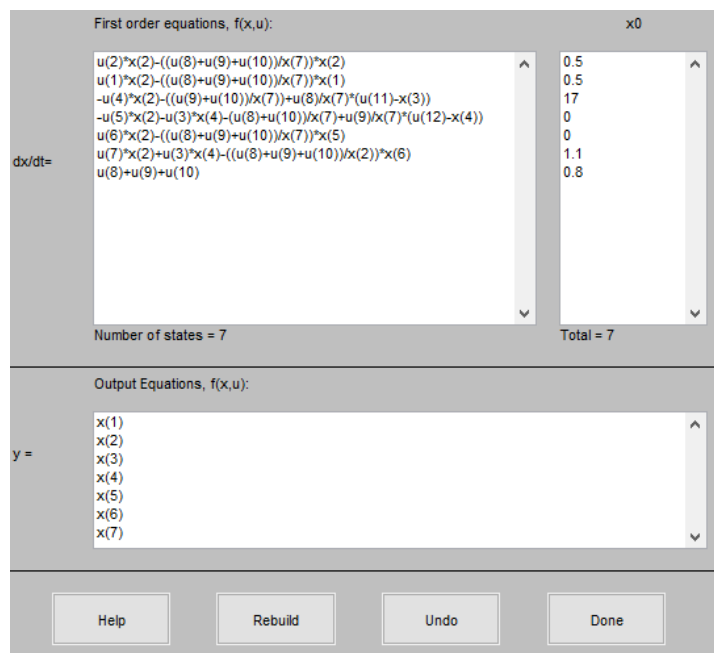 First order equations, f(x,u):
x0
dx/dt=
u(2)*x(2)-((u(8)+u(9)+u(10))/x(7))*x(2)
u(1)*x(2)-((u(8)+u(9)+u(10))/x(7))*x(1)
-u(4)*x(2)-((u(9)+u(10))/x(7))+u(8)/x(7)*(u(11)-x(3))
-u(5)*x(2)-u(3)*x(4)-(u(8)+u(10))/x(7)+u(9)/x(7)*(u(12)-x(4))
u(6)*x(2)-((u(8)+u(9)+u(10))/x(7))*x(5)
u(7)*x(2)+u(3)*x(4)-((u(8)+u(9)+u(10))/x(2))*x(6)
u(8)+u(9)+u(10)
0.5
0.5
17
0
0
1.1
0.8
Number of states = 7
Total = 7
Output Equations, f(x,u):
y =
x(1)
x(2)
x(3)
x(4)
x(5)
x(6)
x(7)
Help
Rebuild
Undo
Done